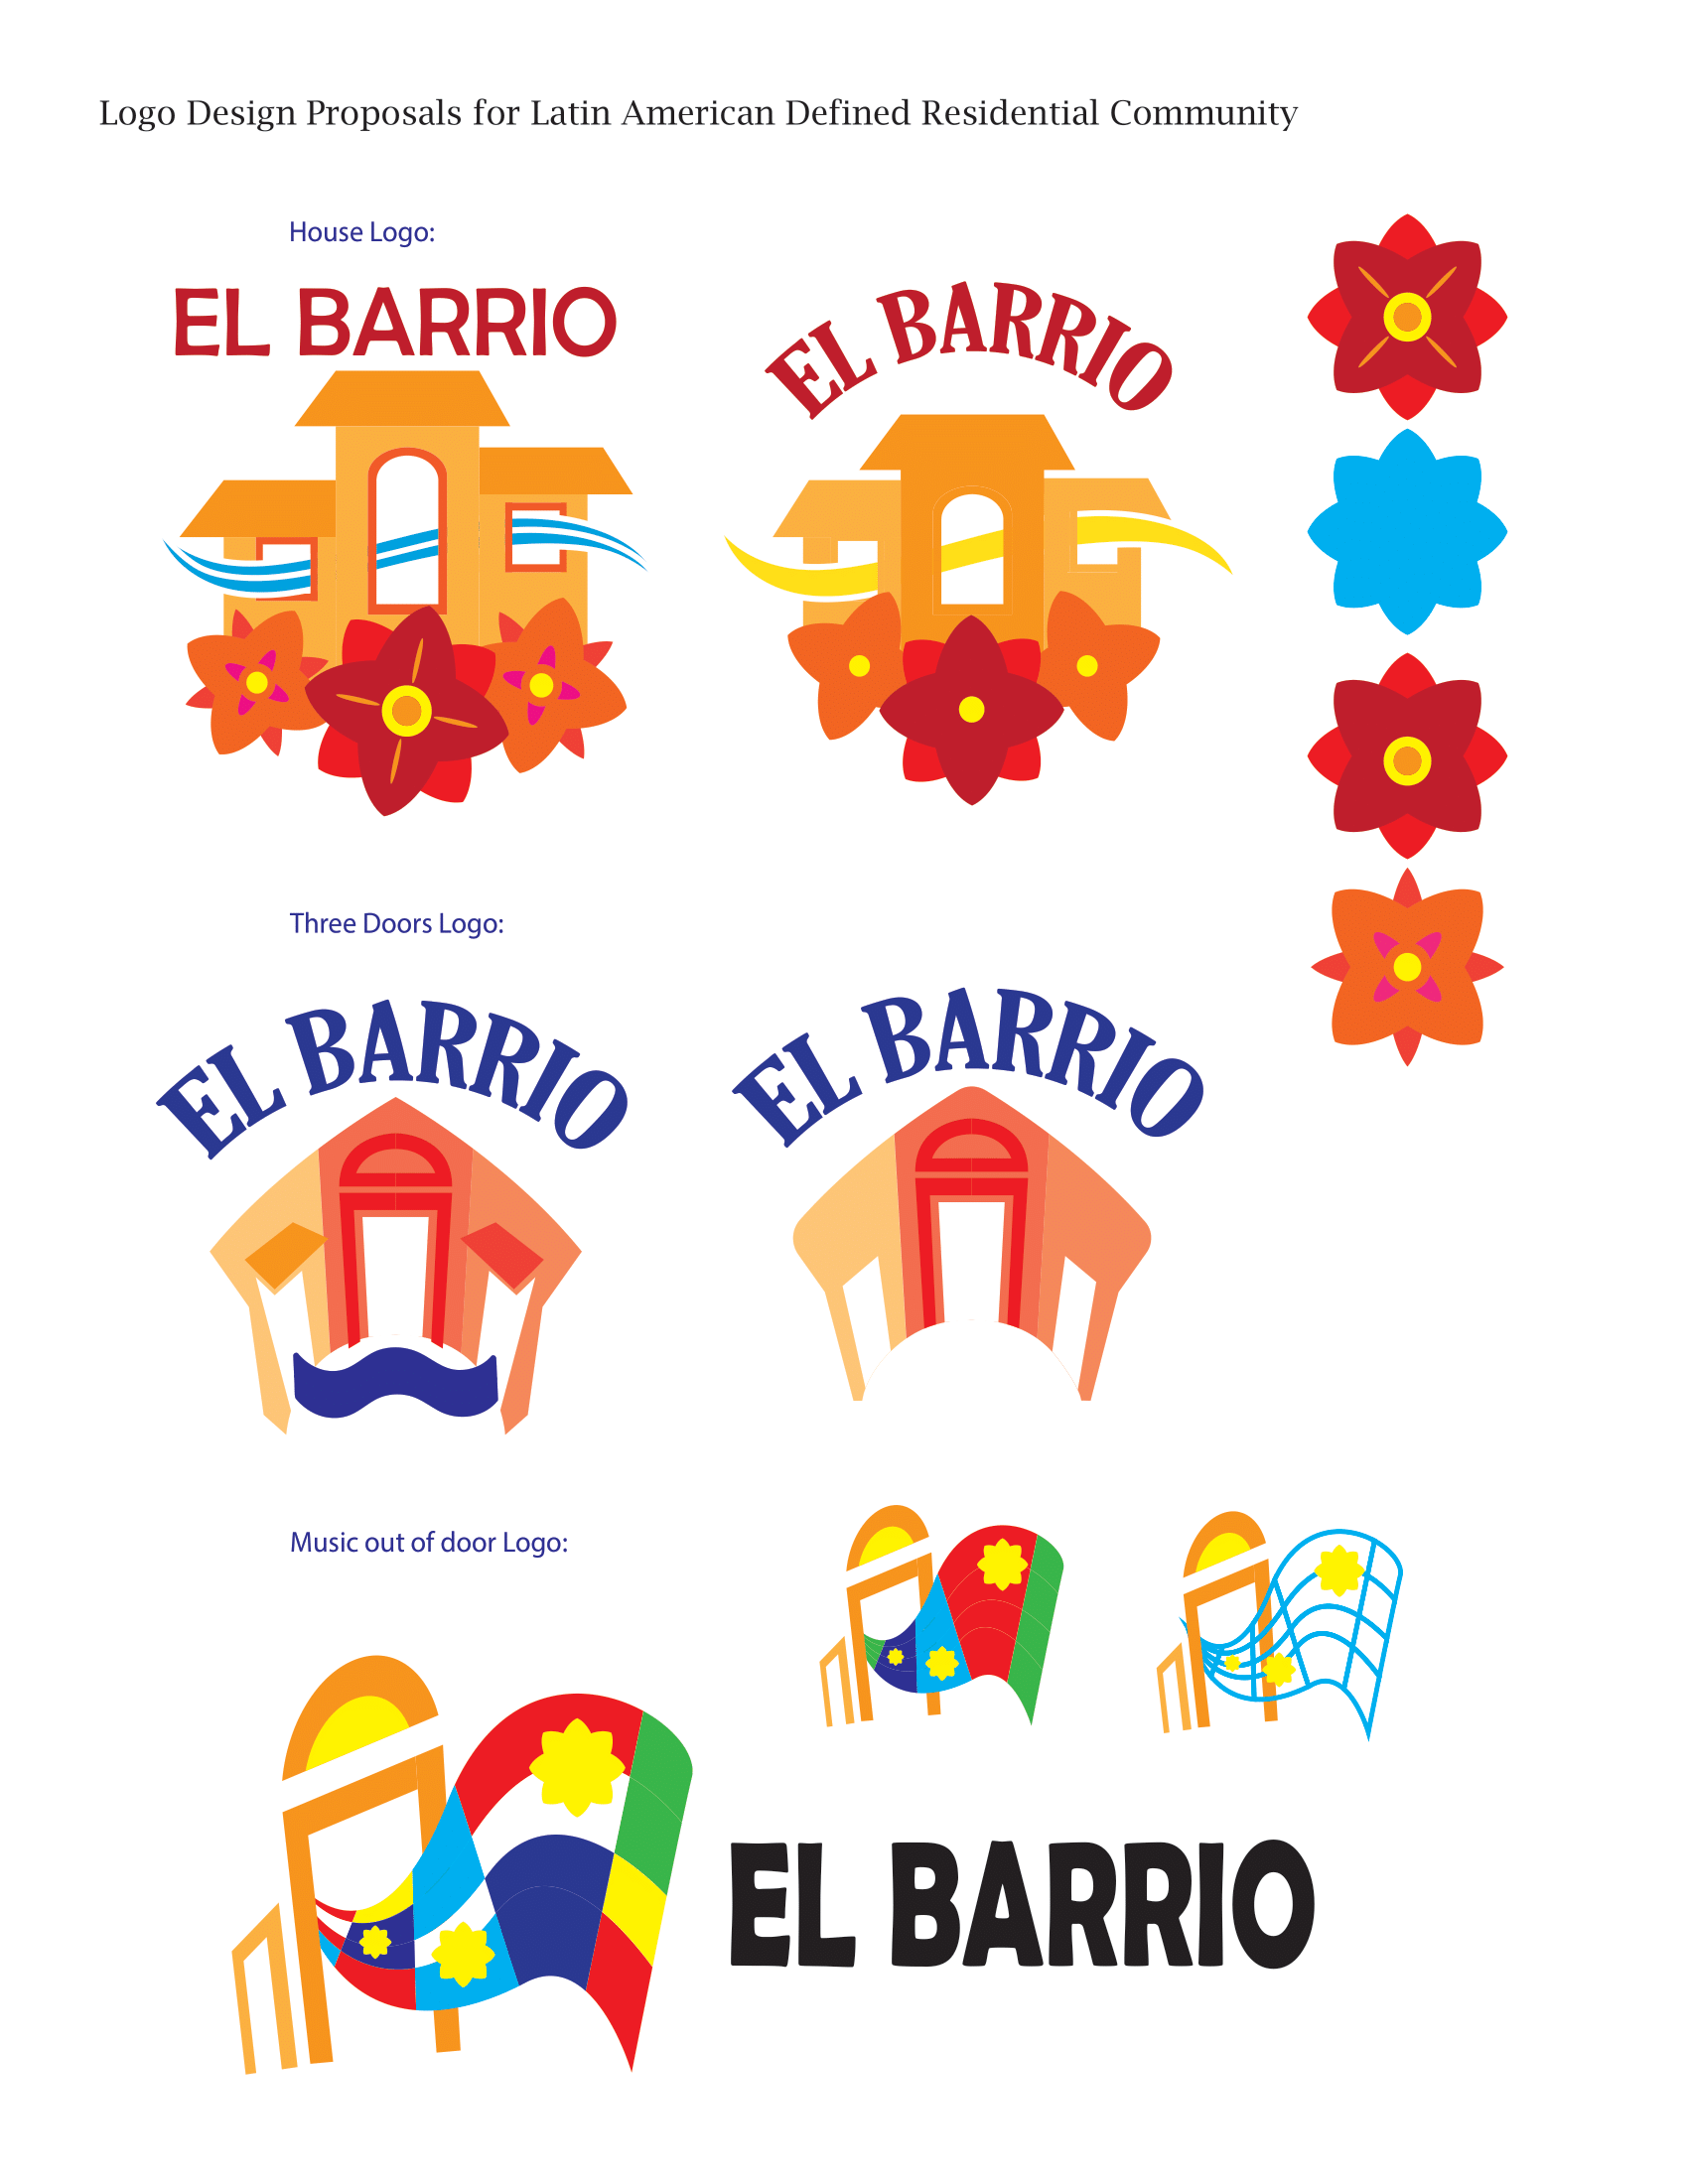 Logo Design Proposals for Latin American Defined Residential Community
House Logo:
EL BARRIO
EL BARRIO
Three Doors Logo:
EL BARRIO
EL BARRIO
Music out of door Logo:
EL BARRIO